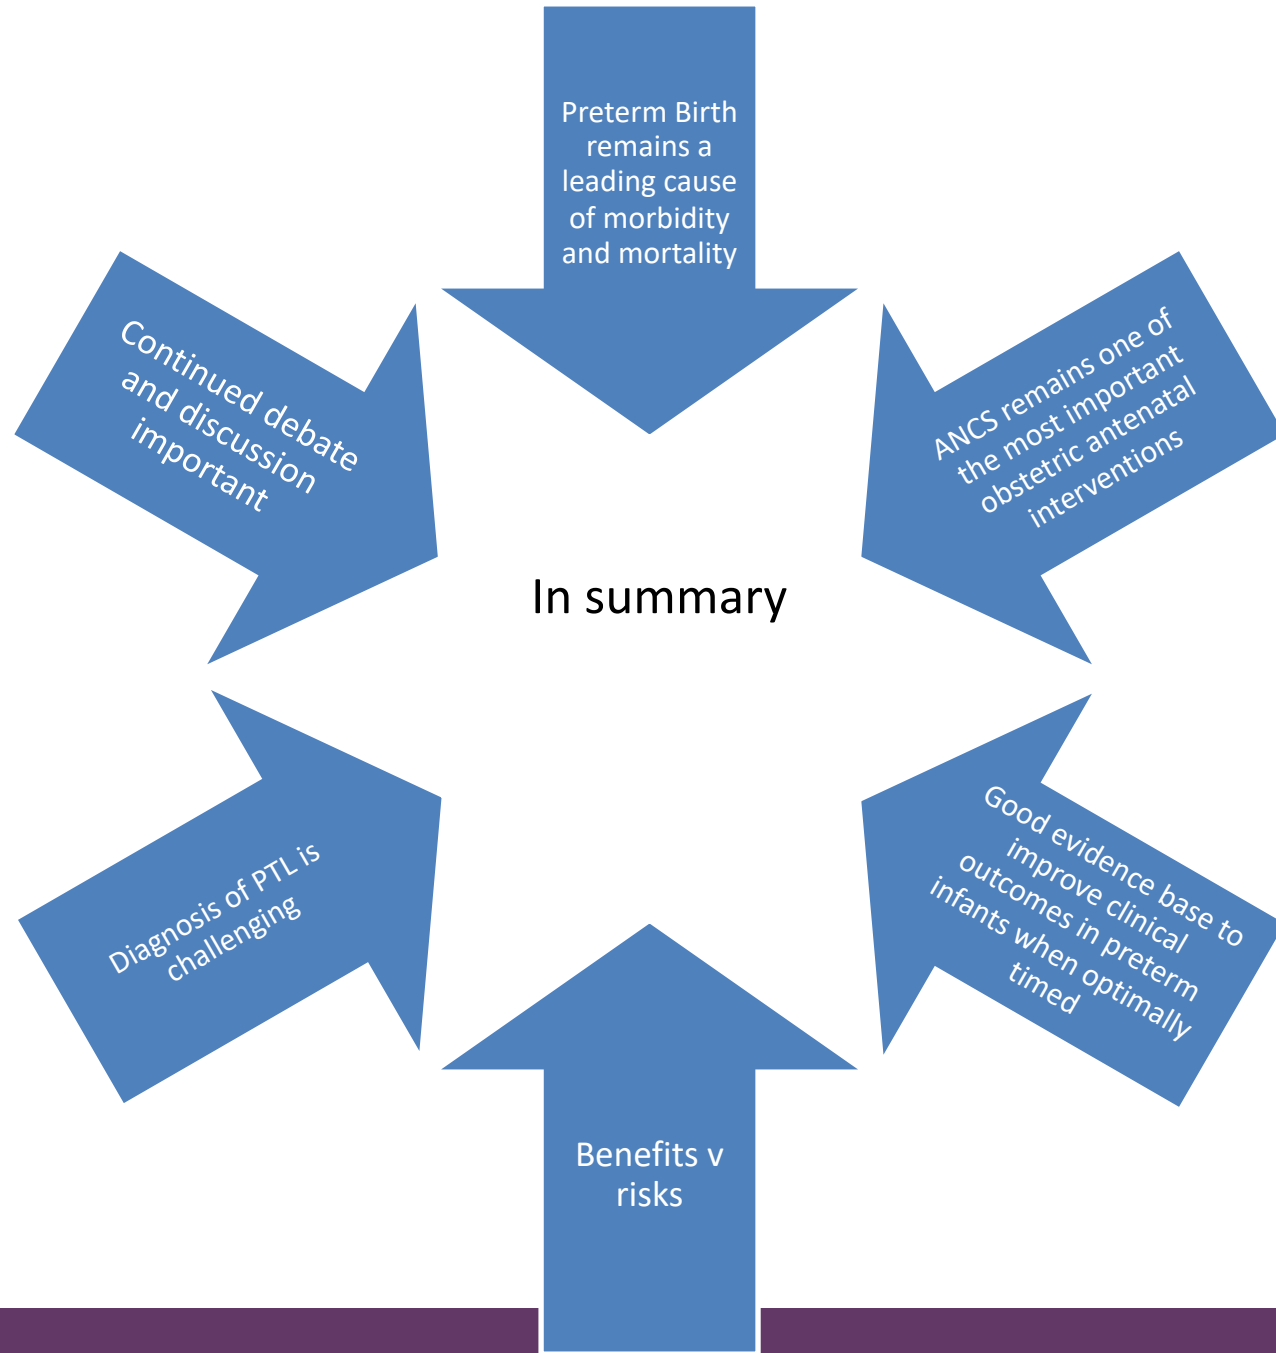 Preterm Birth
remains a
leading cause
of morbidity
and mortality
ANCS remains one of
the most important
obstetric antenatal
interventions
Good evidence base to
improve clinical
outcomes in preterm
infants when optimally
timed
Benefits v
risks
Diagnosis of PTL is
challenging
Continued debate
and discussion
important
In summary